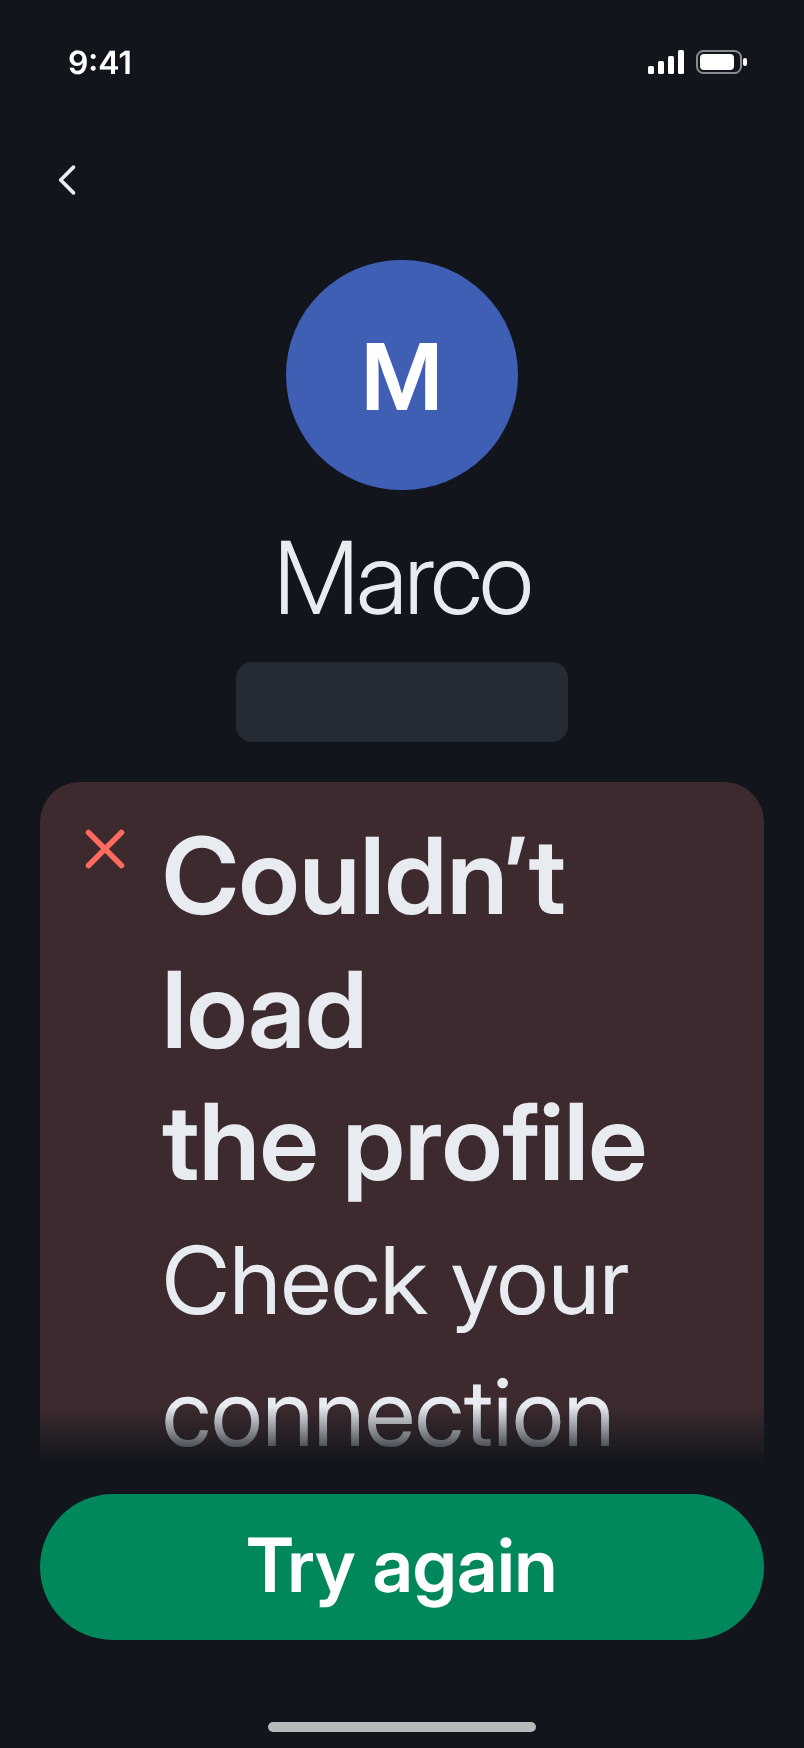 9:41
M
Marco
Couldn't
load
the profile
Check your
connection
Try again